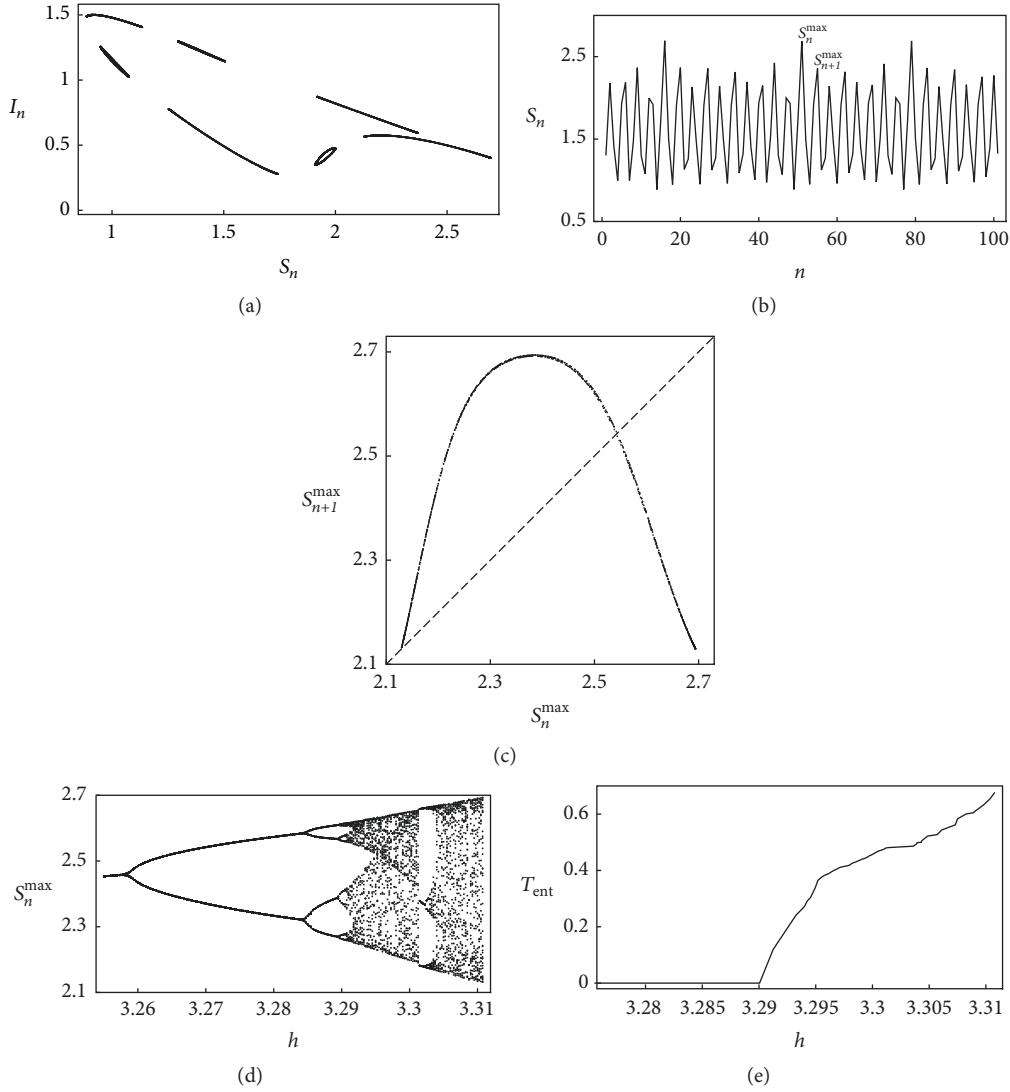 1.5
1
0.5
0
I_n
1
1.5
2
2.5
S_n
(a)
2.5
1.5
0.5
S_n
S_n^max
S_{n+1}^max
0
20
40
60
80
100
n
(b)
2.7
2.5
2.3
2.1
S_{n+1}^max
2.1
2.3
2.5
2.7
S_n^max
(c)
2.7
2.5
2.3
2.1
S_n^max
3.26
3.27
3.28
3.29
3.3
3.31
h
(d)
0.6
0.4
0.2
0
T_ent
3.28
3.285
3.29
3.295
3.3
3.305
3.31
h
(e)